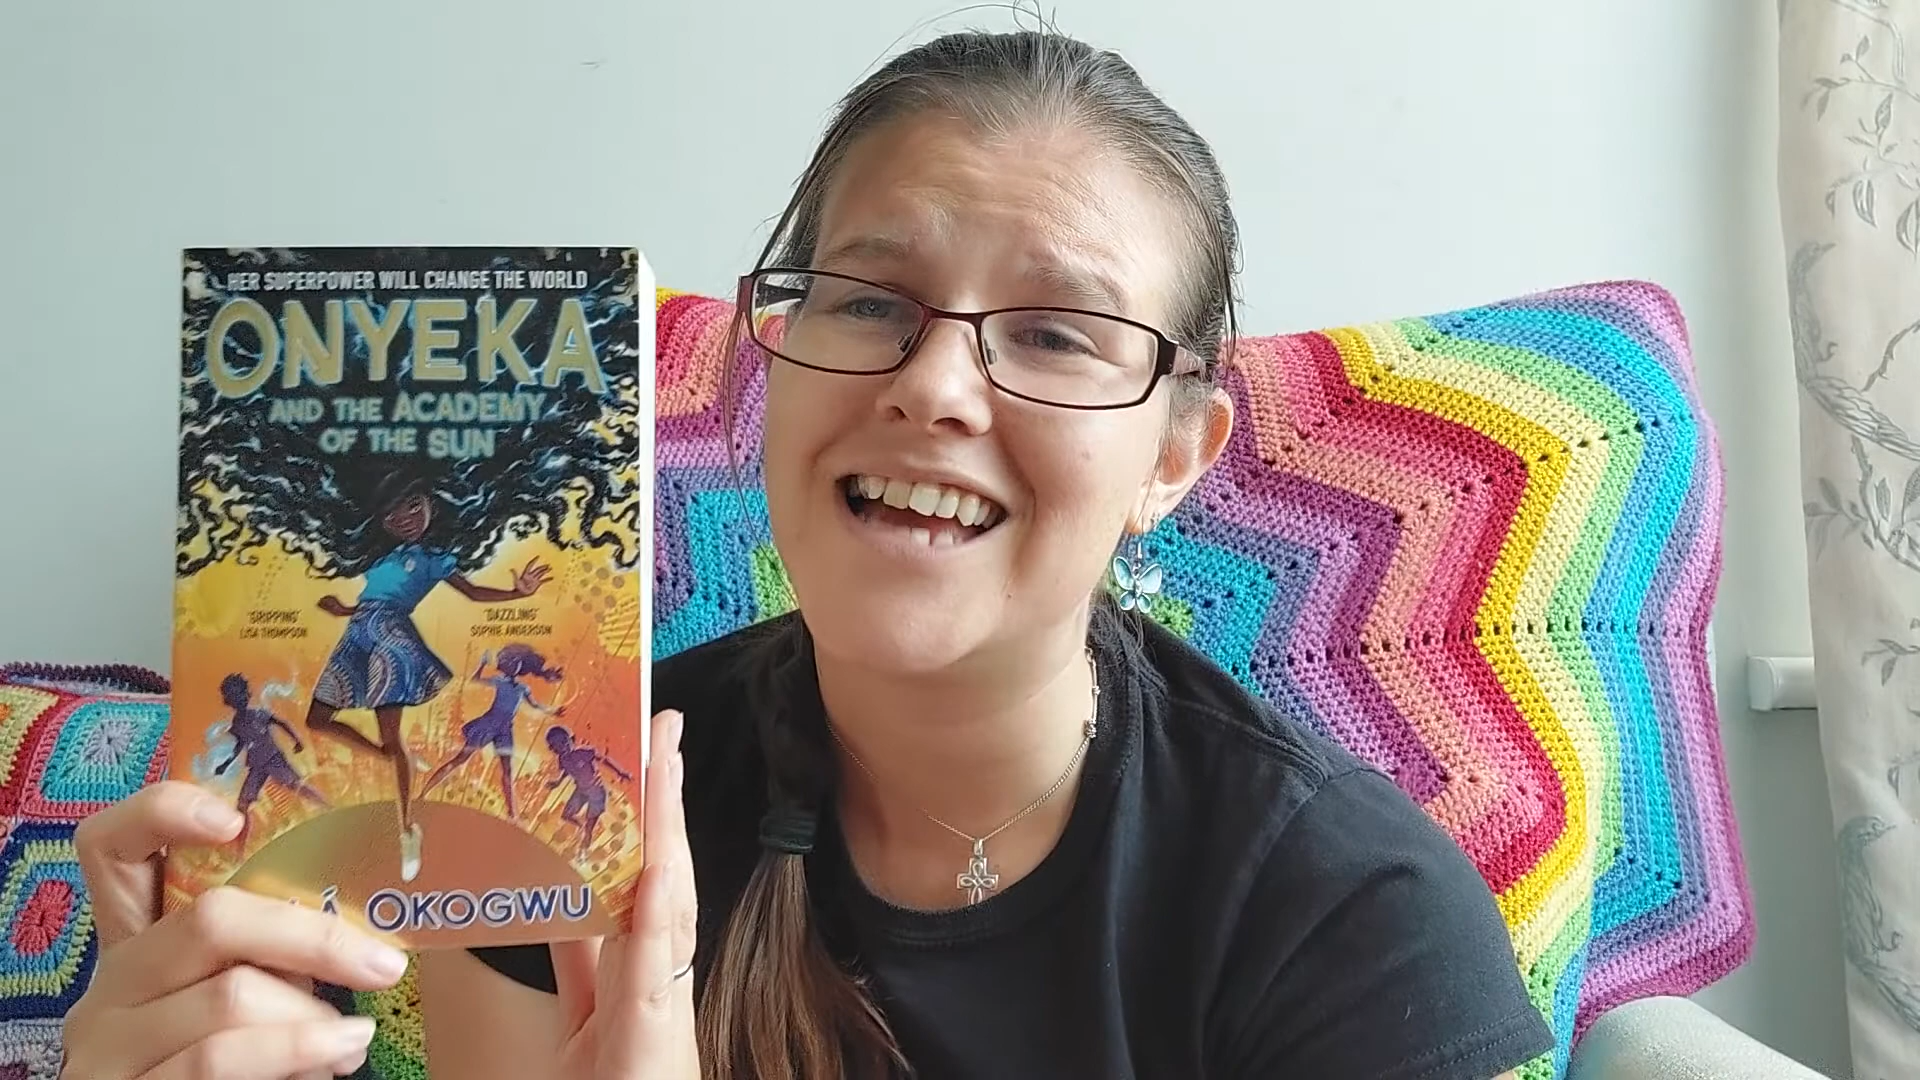 HER SUPERPOWER WILL CHANGE THE WORLD
ONYEKA
AND THE ACADEMY
OF THE SUN
'GRIPPING'
LISA THOMPSON
'DAZZLING'
SOPHIE ANDERSON
OKOGWU